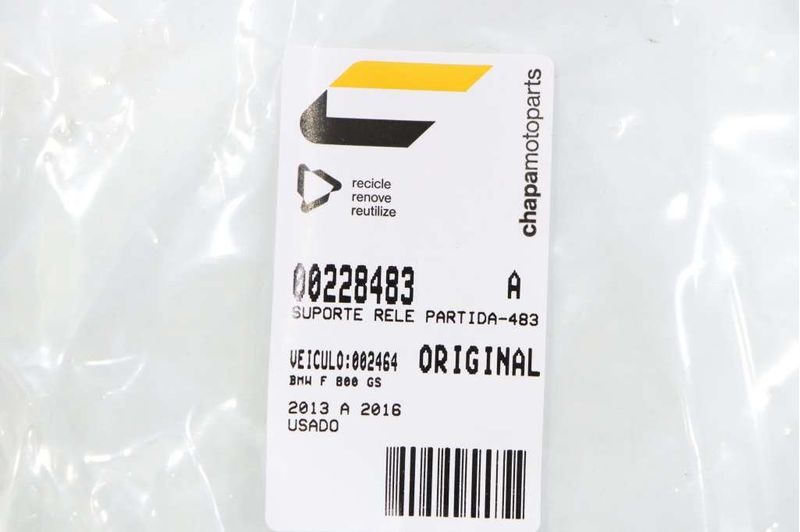 chapamotoparts
recicle
renove
reutilize
00228483 A
SUPORTE RELE PARTIDA-483
VEICULO:002464 ORIGINAL
BMW F 800 GS
2013 A 2016
USADO